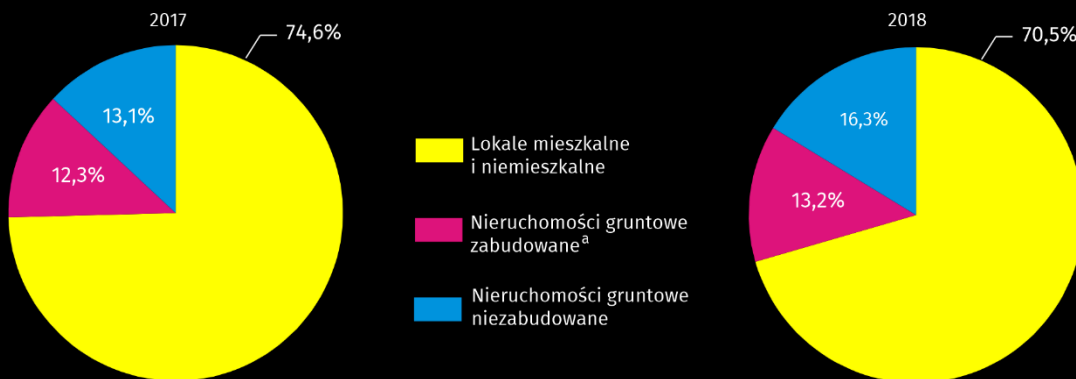 2017
74,6%
13,1%
12,3%
Lokale mieszkalne
i niemieszkalne
Nieruchomości gruntowe
zabudowane a
Nieruchomości gruntowe
niezabudowane
2018
70,5%
16,3%
13,2%